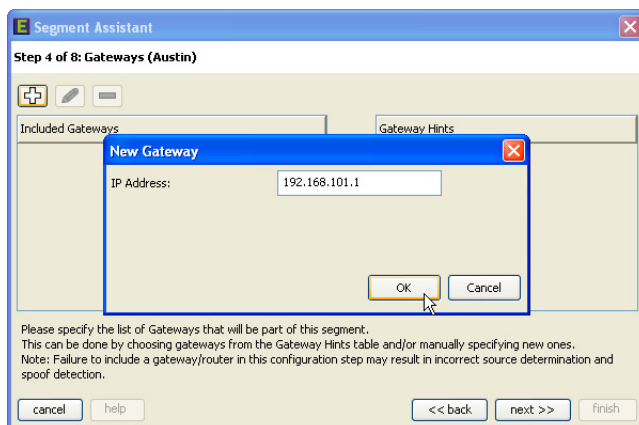 E Segment Assistant
Step 4 of 8: Gateways (Austin)
Included Gateways
Gateway Hints
New Gateway
IP Address:
192.168.101.1
OK
Cancel
Please specify the list of Gateways that will be part of this segment.
This can be done by choosing gateways from the Gateway Hints table and/or manually specifying new ones.
Note: Failure to include a gateway/router in this configuration step may result in incorrect source determination and
spoof detection.
cancel
help
<< back
next >>
finish